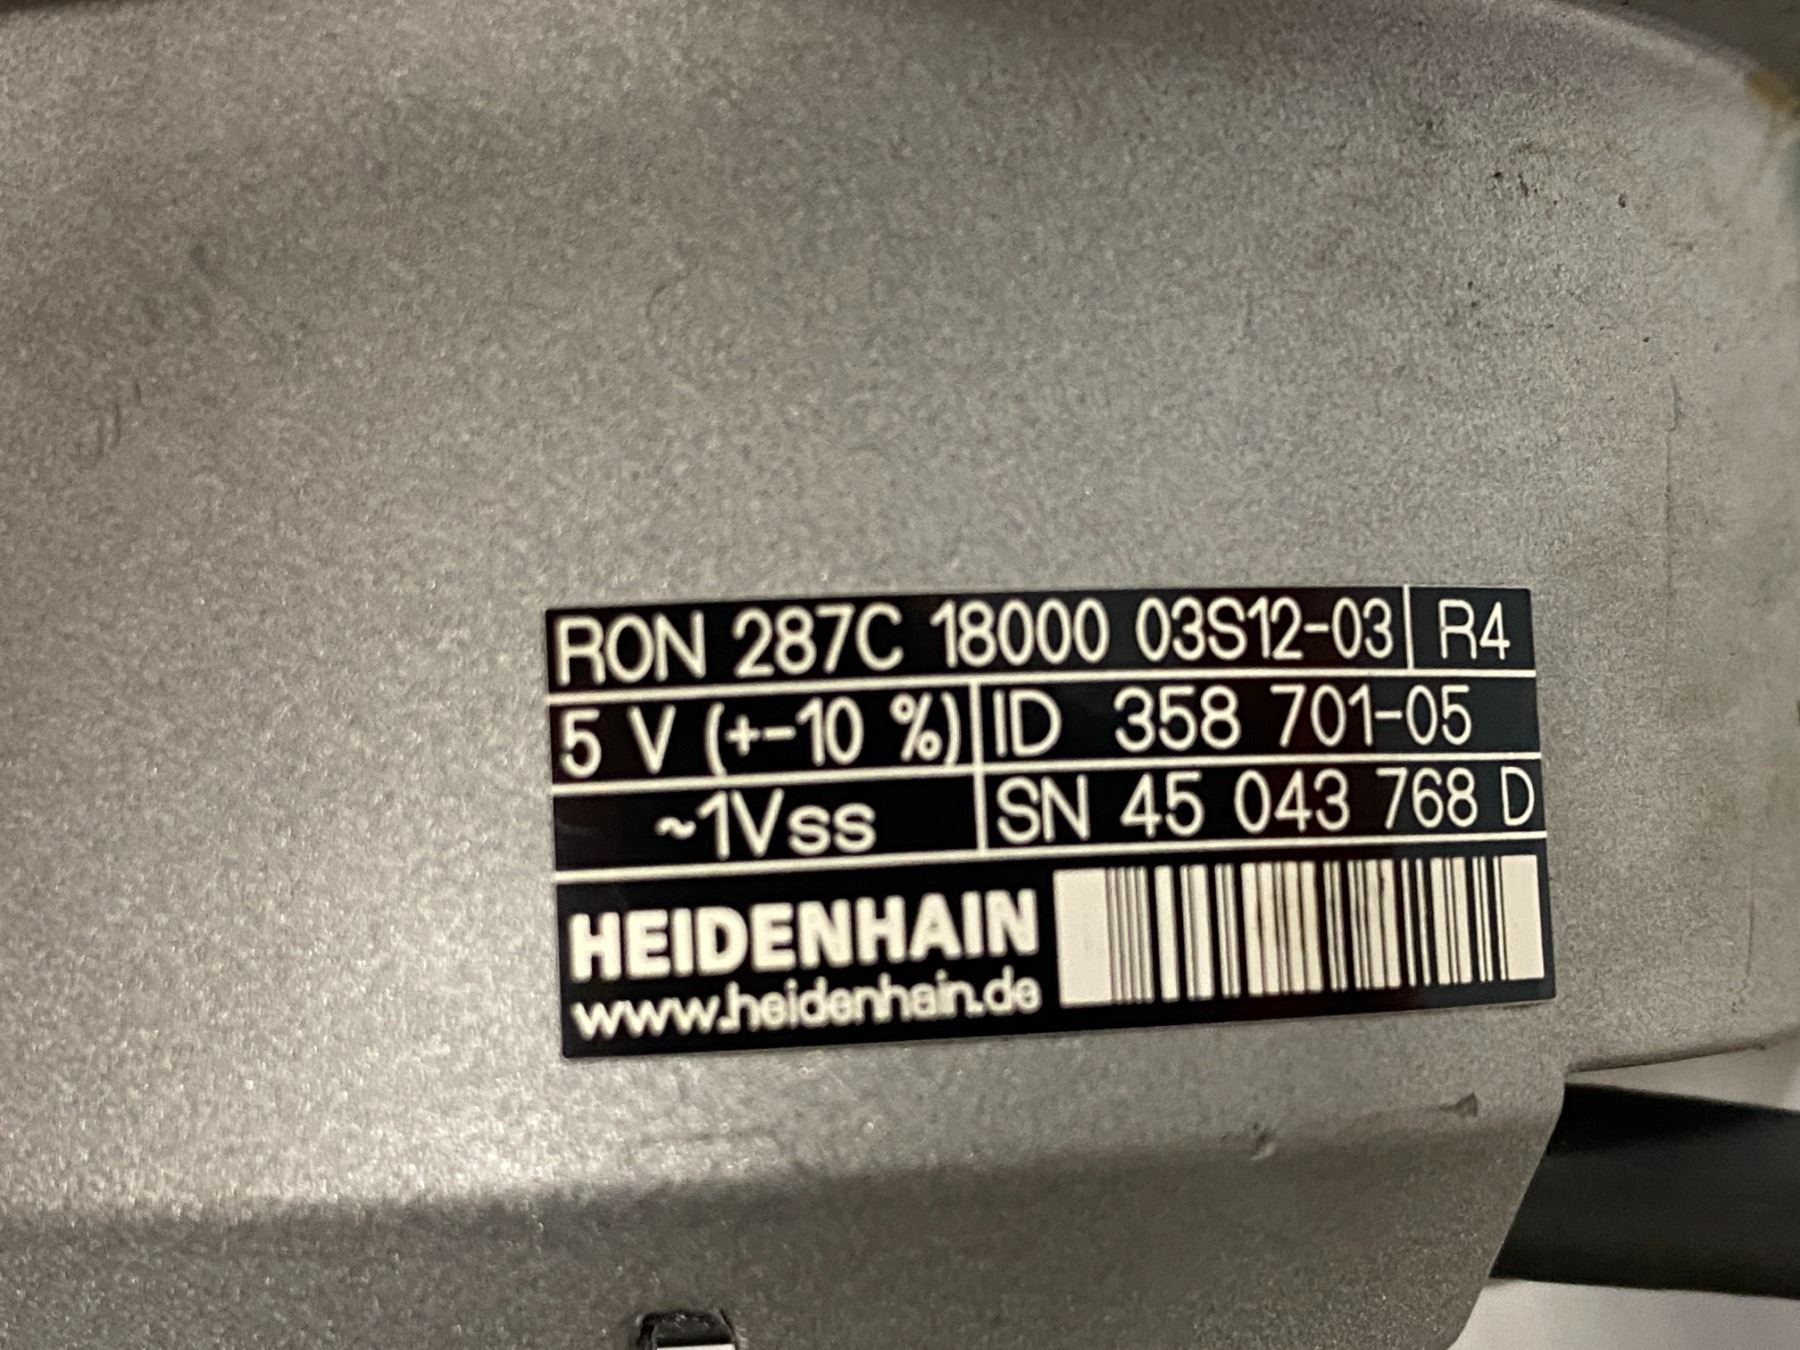 RON 287C 18000 03S12-03 R4
5 V (+-10 %) ID 358 701-05
~1Vss SN 45 043 768 D
HEIDENHAIN
www.heidenhain.de